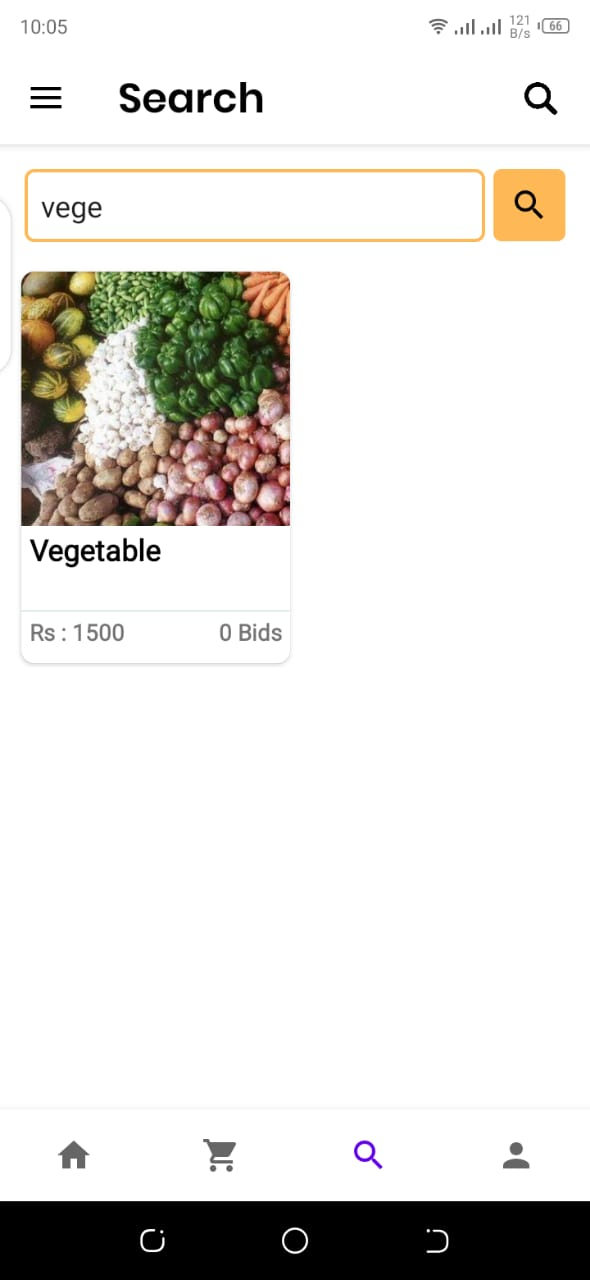 10:05
121
B/s
66
Search
vege
Vegetable
Rs : 1500
0 Bids